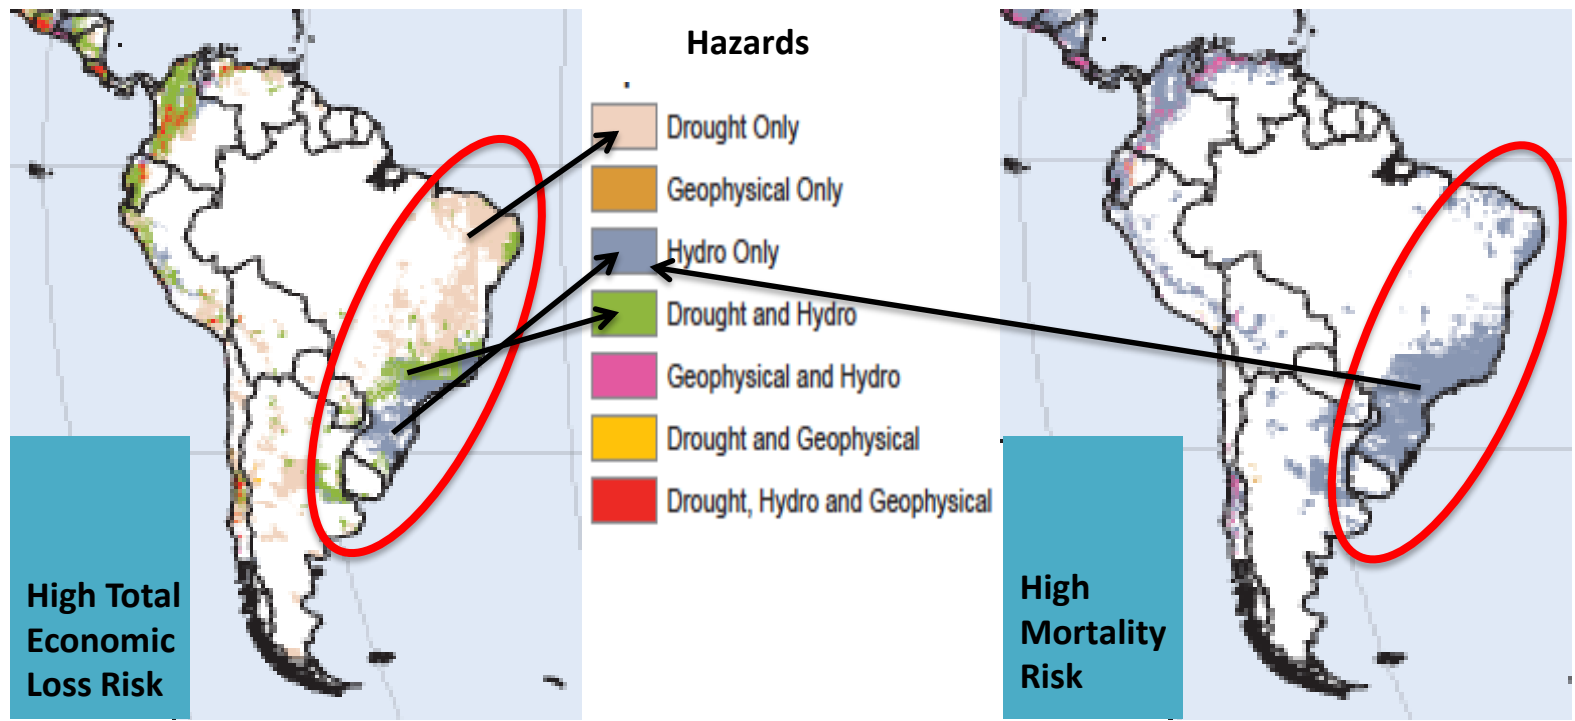 Hazards
Drought Only
Geophysical Only
Hydro Only
Drought and Hydro
Geophysical and Hydro
Drought and Geophysical
Drought, Hydro and Geophysical
High Total
Economic
Loss Risk
High
Mortality
Risk